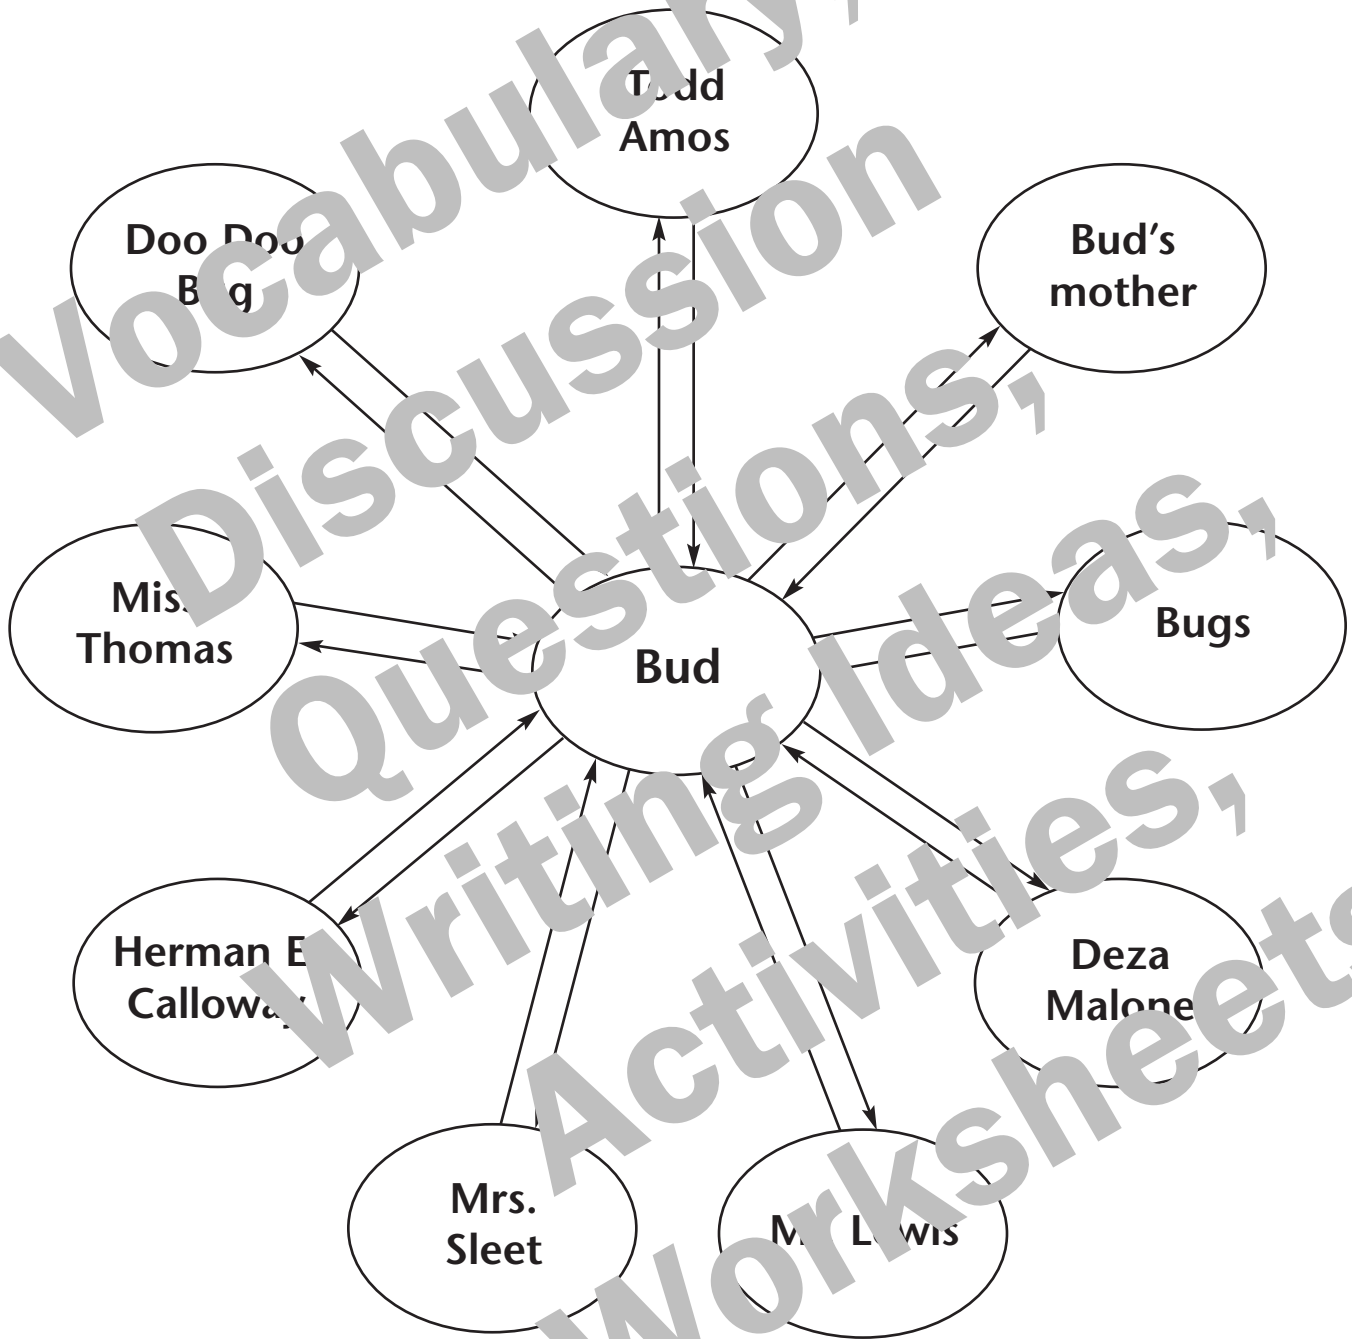 Todd
Amos
Doo Doo
Bug
Bud's
mother
Miss
Thomas
Bud
Bugs
Herman E.
Calloway
Deza
Malone
Mrs.
Sleet
Mr. Lewis
Vocabulary,
Discussion
Questions,
Writing Ideas,
Activities,
Worksheets